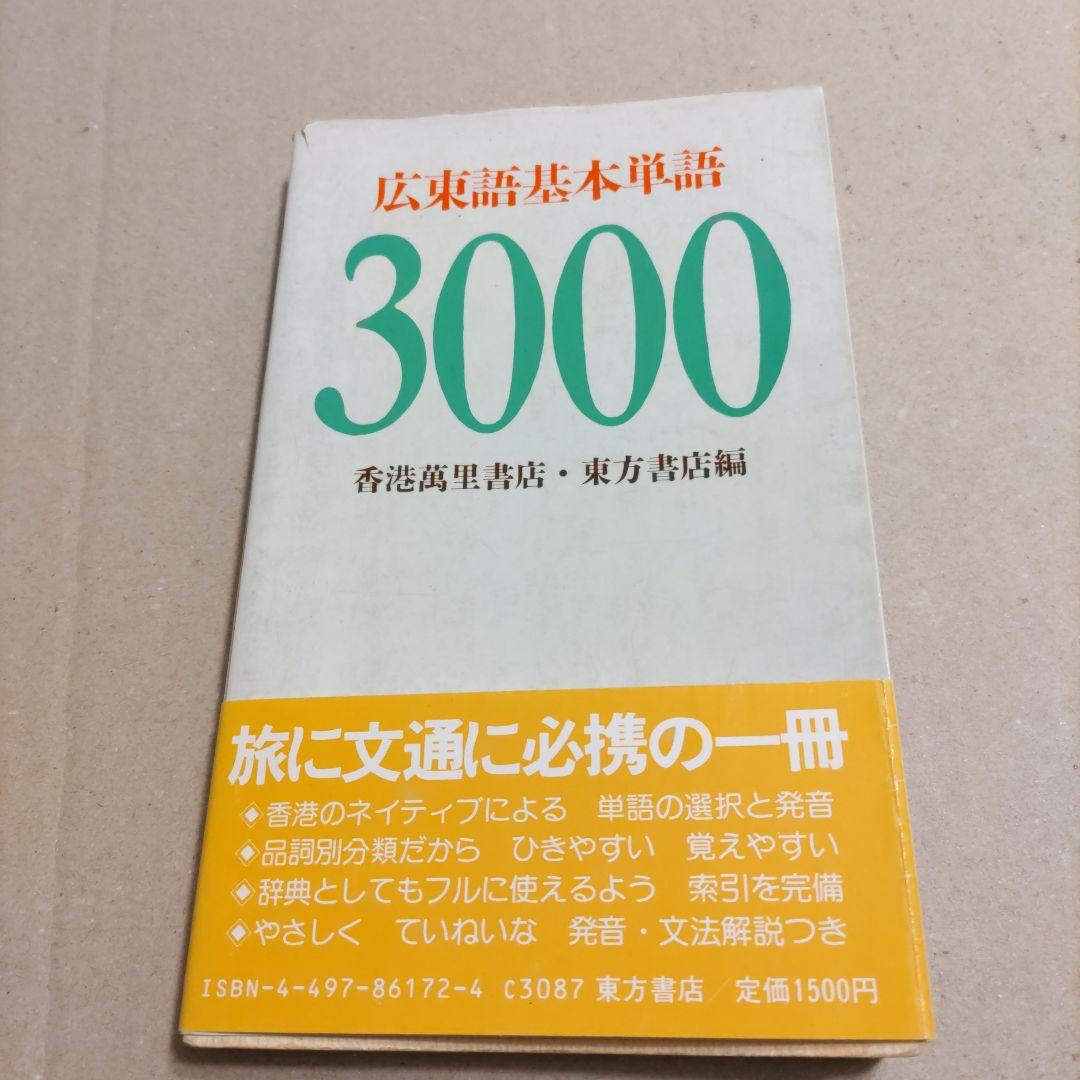 広東語基本単語
3000
香港萬里書店・東方書店編
旅に文通に必携の一冊
◈香港のネイティブによる 単語の選択と発音
◈品詞別分類だから ひきやすい 覚えやすい
◈辞典としてもフルに使えるよう 索引を完備
◈やさしく ていねいな 発音・文法解説つき
ISBN-4-497-86172-4 C3087 東方書店/定価1500円